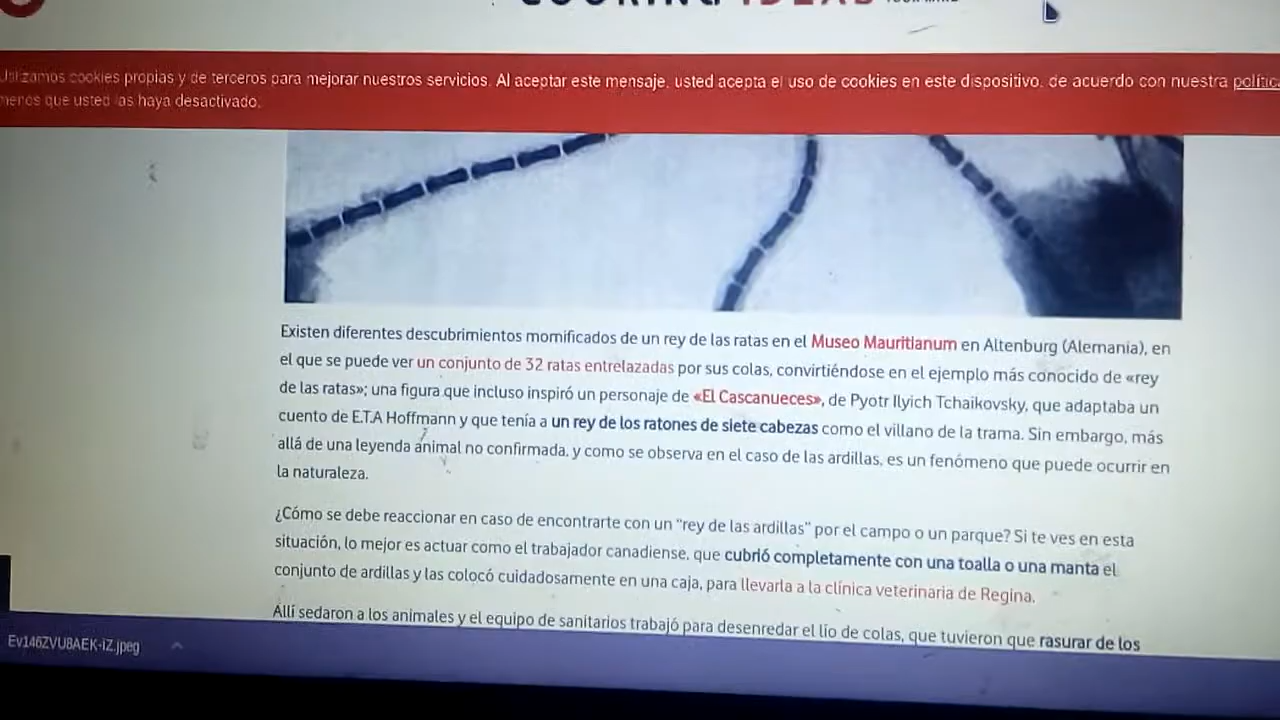 COOKING IDEAS
Utilizamos cookies propias y de terceros para mejorar nuestros servicios. Al aceptar este mensaje, usted acepta el uso de cookies en este dispositivo, de acuerdo con nuestra
menos que usted las haya desactivado.
Existen diferentes descubrimientos momificados de un rey de las ratas en el Museo Mauritianum en Altenburg (Alemania), en
el que se puede ver un conjunto de 32 ratas entrelazadas por sus colas, convirtiéndose en el ejemplo más conocido de «rey
de las ratas»; una figura que incluso inspiró un personaje de «El Cascanueces», de Pyotr Ilyich Tchaikovsky, que adaptaba un
cuento de E.T.A Hoffmann y que tenía a un rey de los ratones de siete cabezas como el villano de la trama. Sin embargo, más
allá de una leyenda animal no confirmada, y como se observa en el caso de las ardillas, es un fenómeno que puede ocurrir en
la naturaleza.
¿Cómo se debe reaccionar en caso de encontrarte con un "rey de las ardillas" por el campo o un parque? Si te ves en esta
situación, lo mejor es actuar como el trabajador canadiense, que cubrió completamente con una toalla o una manta el
conjunto de ardillas y las colocó cuidadosamente en una caja, para llevarla a la clínica veterinaria de Regina.
Allí sedaron a los animales y el equipo de sanitarios trabajó para desenredar el lío de colas, que tuvieron que rasurar de los
Ev146ZVU8AEK-iZ.jpeg